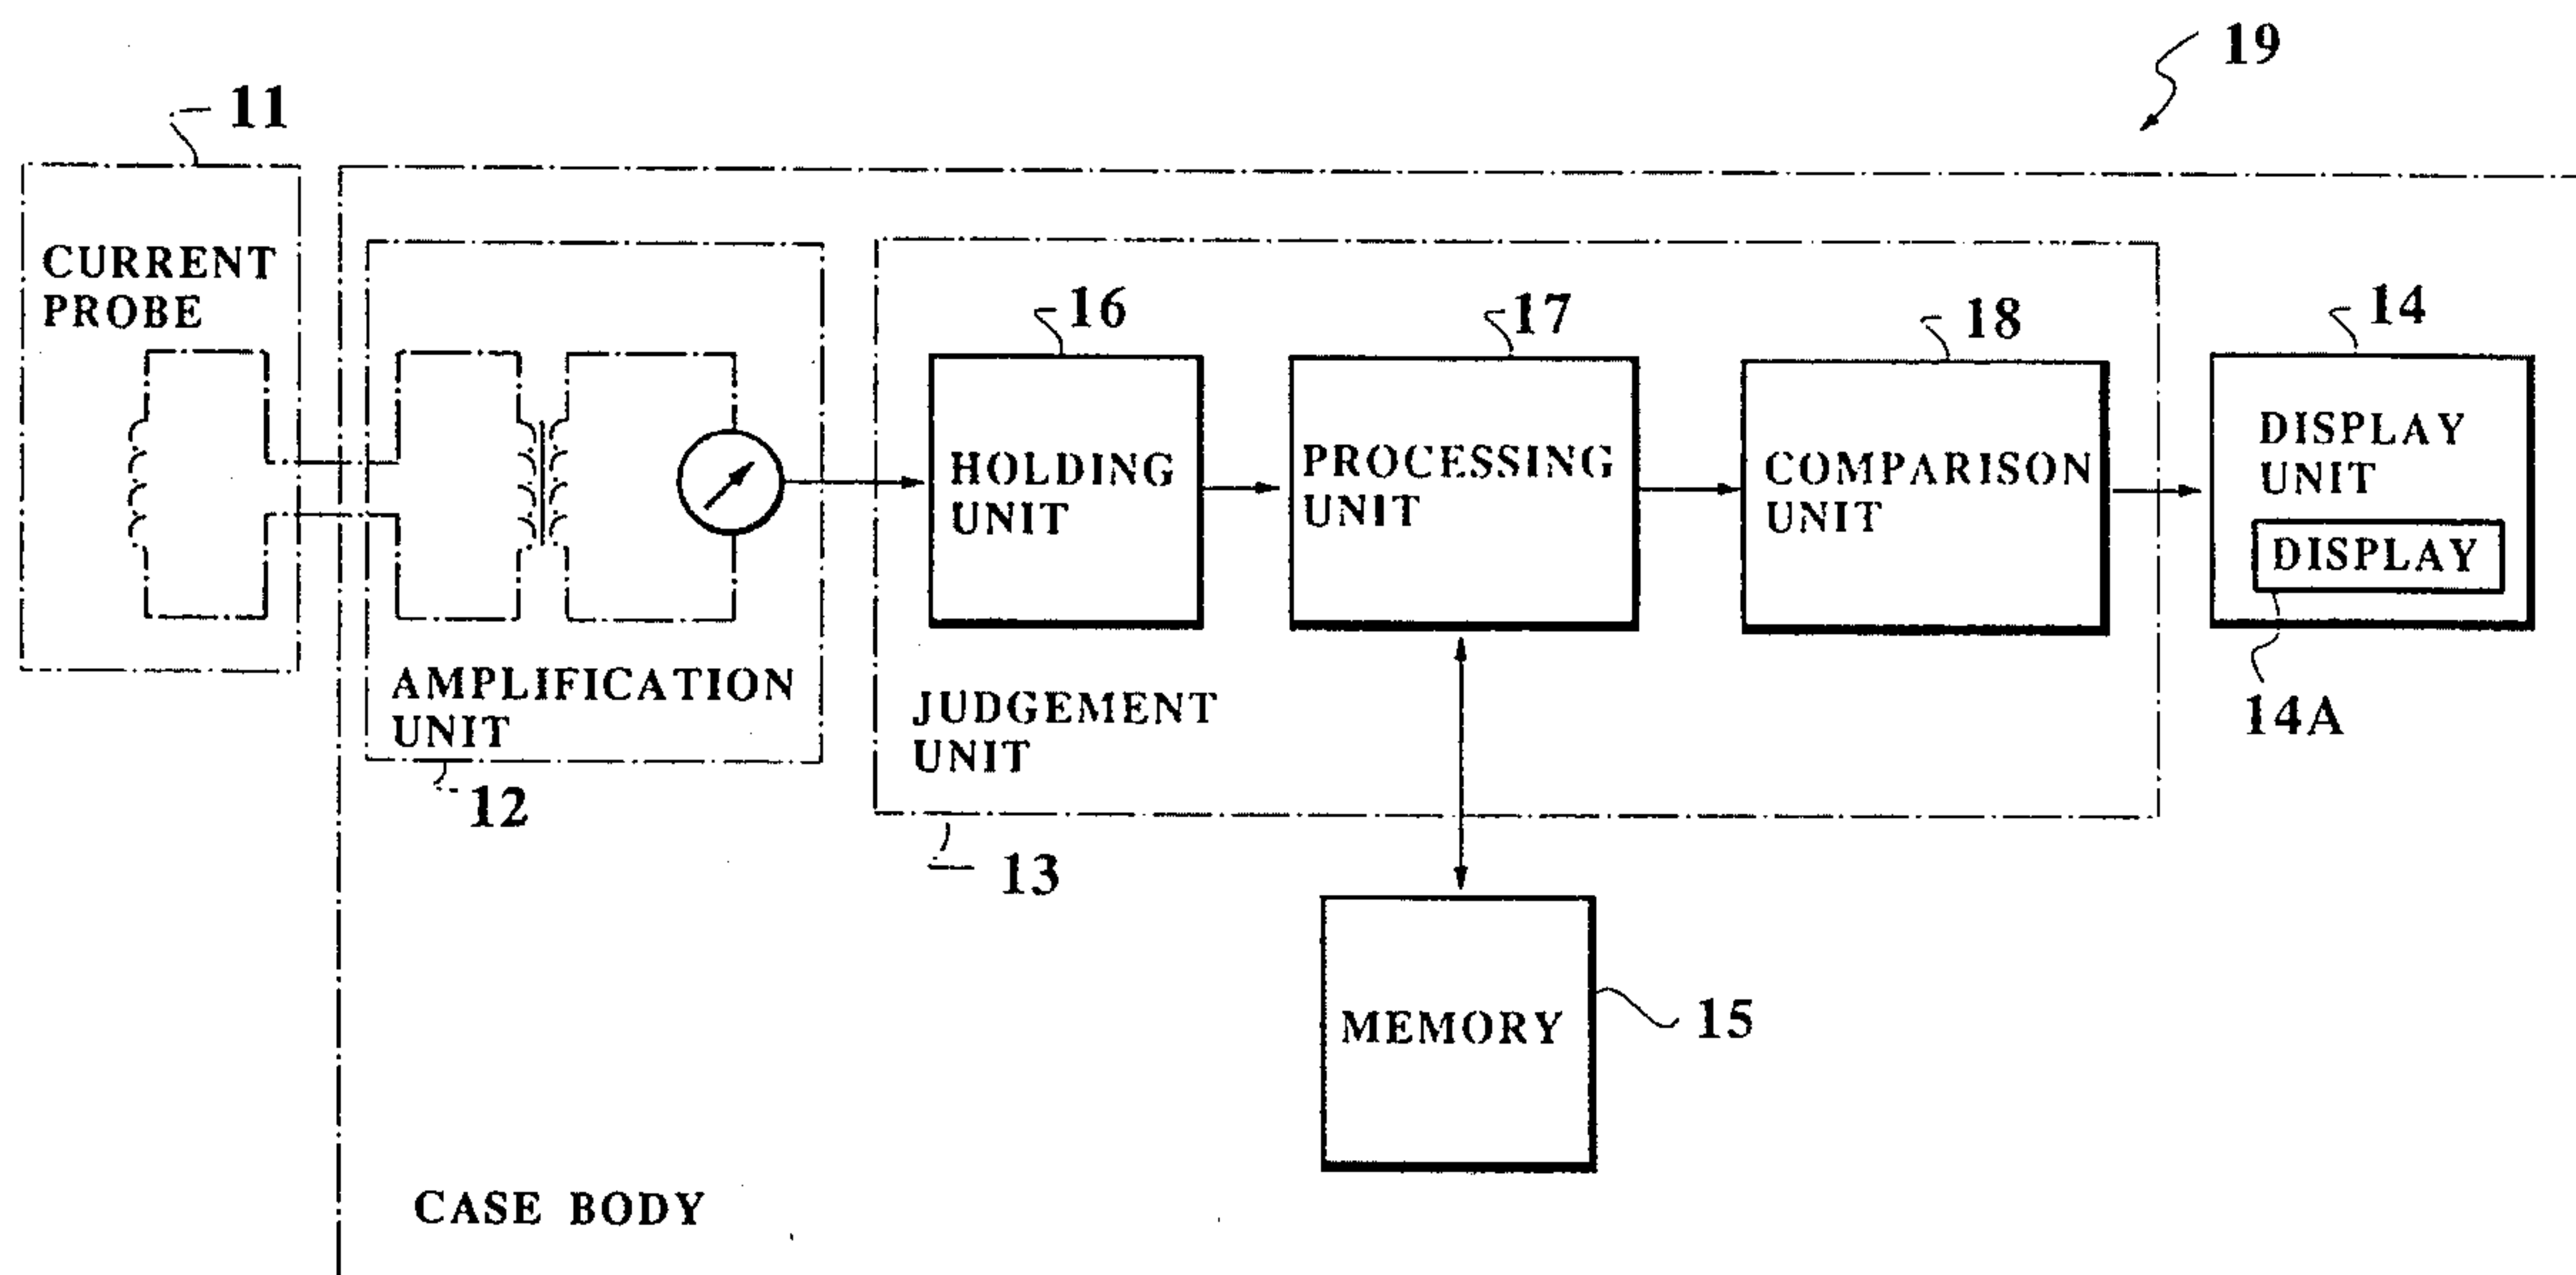 19
11
CURRENT
PROBE
16
17
18
14
HOLDING
UNIT
PROCESSING
UNIT
COMPARISON
UNIT
DISPLAY
UNIT
DISPLAY
14A
AMPLIFICATION
UNIT
12
JUDGEMENT
UNIT
13
MEMORY
15
CASE BODY